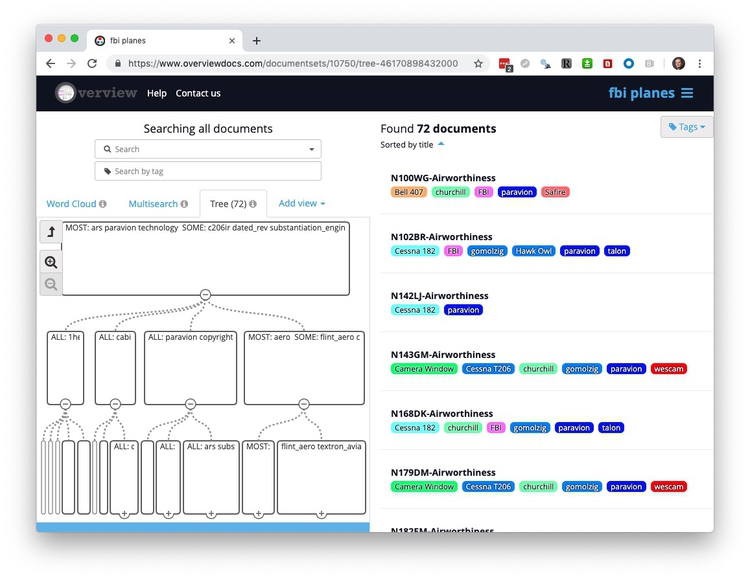 fbi planes
https://www.overviewdocs.com/documentsets/10750/tree-46170898432000
2
verview Help Contact us
fbi planes
Searching all documents
Search
Search by tag
Word Cloud
Multisearch
Tree (72)
Add view
MOST: ars paravion technology SOME: c206ir dated_rev substantiation_engin
ALL: 1he
ALL: cabi
ALL: paravion copyright
MOST: aero SOME: flint_aero c
ALL: c
ALL:
ALL: ars subs
MOST:
flint_aero textron_avia
Found 72 documents
Tags
Sorted by title
N100WG-Airworthiness
Bell 407 churchill FBI paravion Safire
N102BR-Airworthiness
Cessna 182 FBI gomolzig Hawk Owl paravion talon
N142LJ-Airworthiness
Cessna 182 paravion
N143GM-Airworthiness
Camera Window Cessna T206 churchill gomolzig paravion wescam
N168DK-Airworthiness
Cessna 182 churchill FBI gomolzig paravion talon
N179DM-Airworthiness
Camera Window Cessna T206 churchill gomolzig paravion wescam